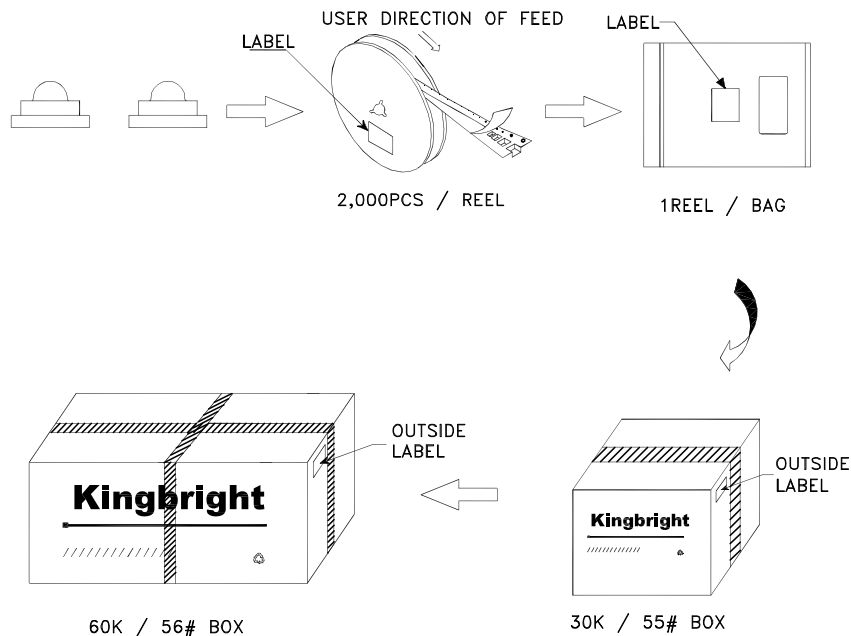 USER DIRECTION OF FEED
LABEL
LABEL
2,000PCS / REEL
1REEL / BAG
OUTSIDE
LABEL
Kingbright
60K / 56# BOX
OUTSIDE
LABEL
Kingbright
30K / 55# BOX